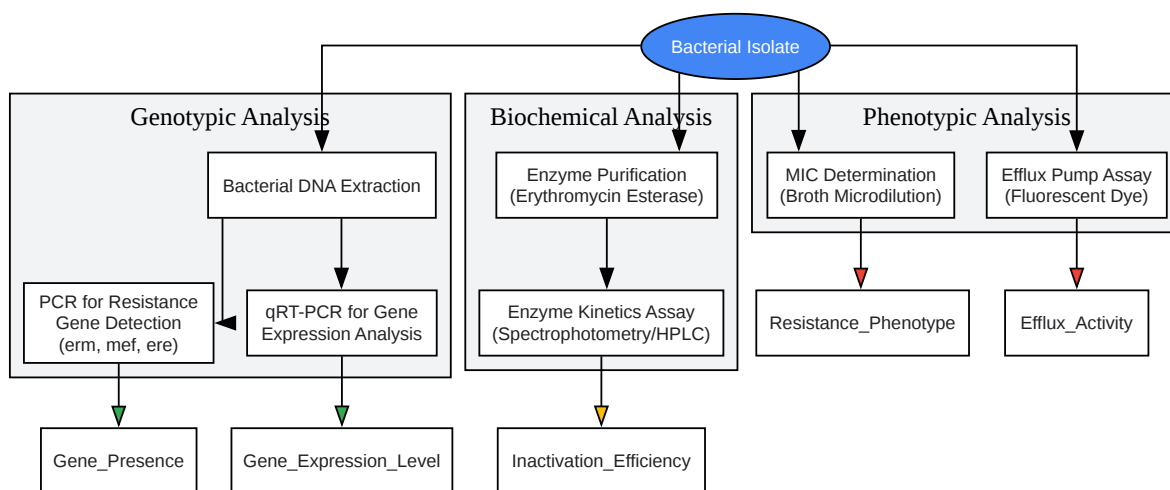 Bacterial Isolate
Genotypic Analysis
Biochemical Analysis
Phenotypic Analysis
Bacterial DNA Extraction
Enzyme Purification
(Erythromycin Esterase)
MIC Determination
(Broth Microdilution)
Efflux Pump Assay
(Fluorescent Dye)
PCR for Resistance
Gene Detection
(erm, mef, ere)
qRT-PCR for Gene
Expression Analysis
Enzyme Kinetics Assay
(Spectrophotometry/HPLC)
Resistance_Phenotype
Efflux_Activity
Gene_Presence
Gene_Expression_Level
Inactivation_Efficiency